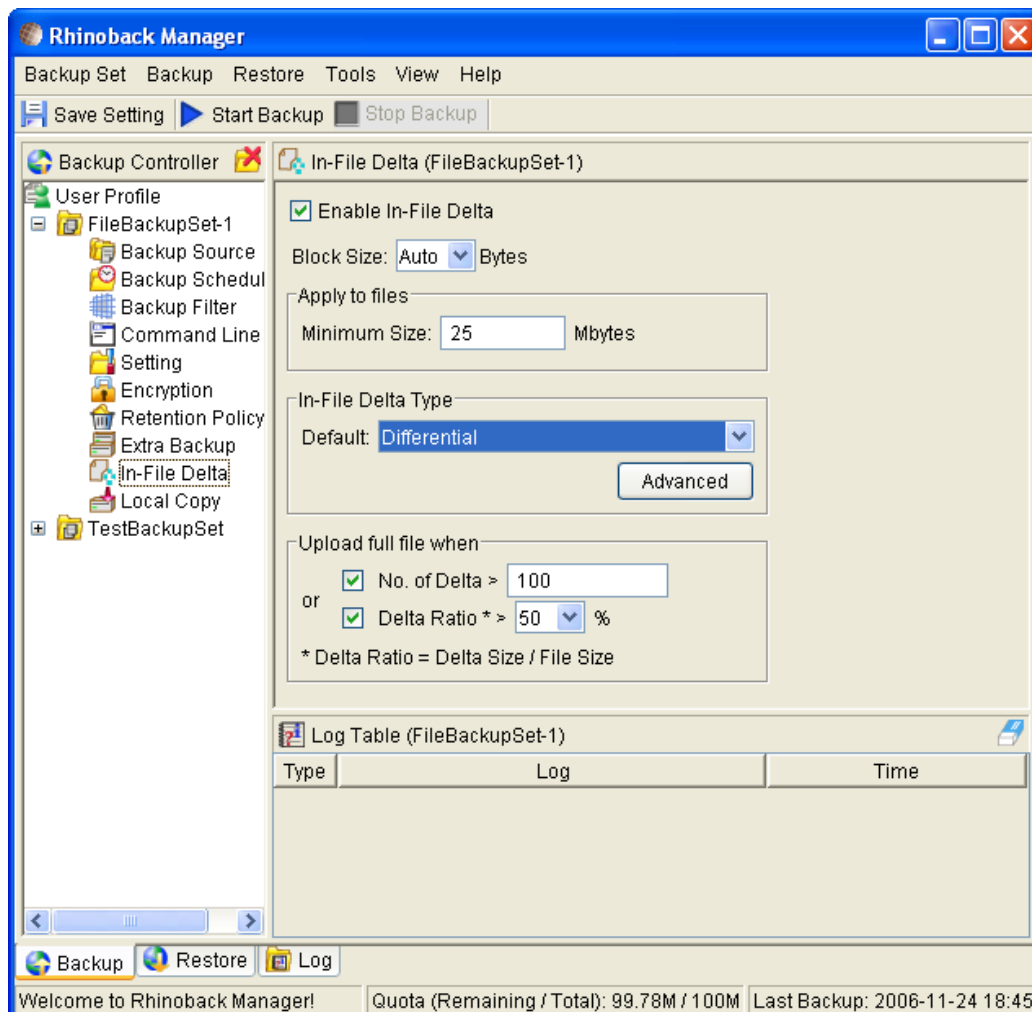 Rhinoback Manager
Backup Set Backup Restore Tools View Help
Save Setting Start Backup Stop Backup
Backup Controller
User Profile
FileBackupSet-1
Backup Source
Backup Schedul
Backup Filter
Command Line
Setting
Encryption
Retention Policy
Extra Backup
In-File Delta
Local Copy
TestBackupSet
In-File Delta (FileBackupSet-1)
Enable In-File Delta
Block Size: Auto Bytes
Apply to files
Minimum Size: 25 Mbytes
In-File Delta Type
Default: Differential
Advanced
Upload full file when
No. of Delta > 100
or
Delta Ratio * > 50 %
* Delta Ratio = Delta Size / File Size
Log Table (FileBackupSet-1)
Type Log Time
Backup Restore Log
Welcome to Rhinoback Manager! Quota (Remaining / Total): 99.78M / 100M Last Backup: 2006-11-24 18:45